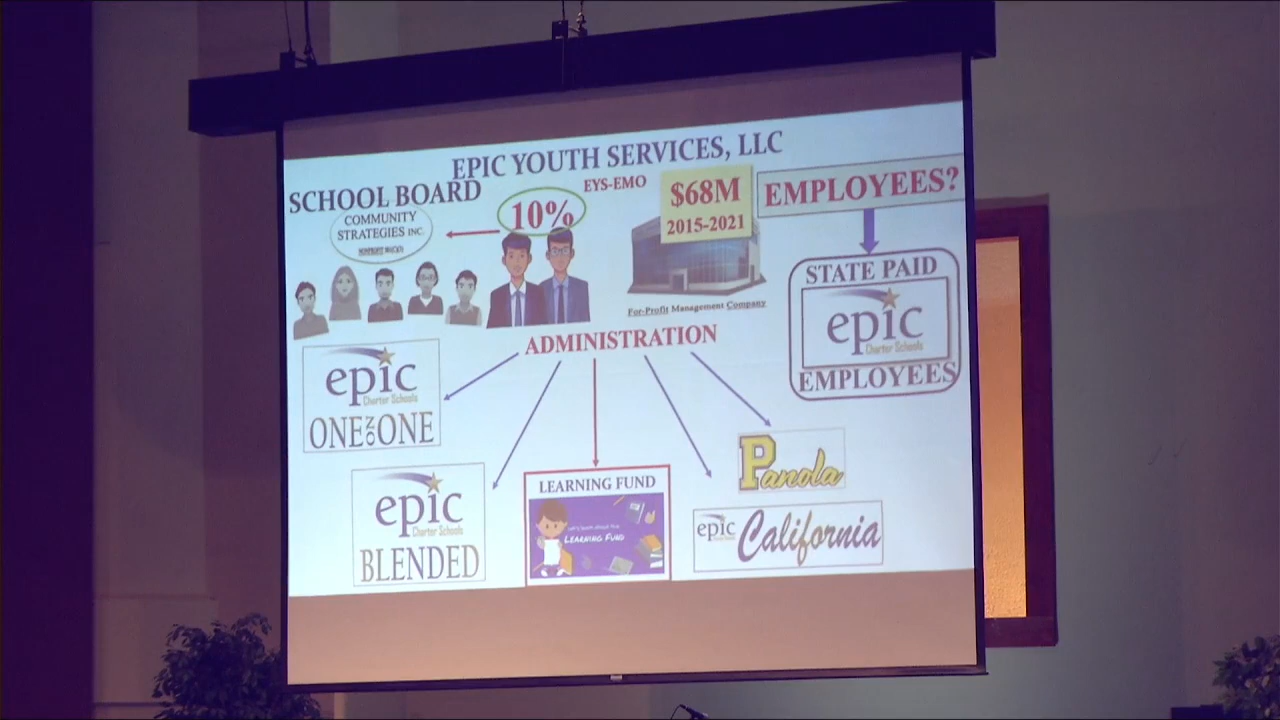 EPIC YOUTH SERVICES, LLC
SCHOOL BOARD
COMMUNITY
STRATEGIES INC.
10%
EYS-EMO
$68M
2015-2021
For-Profit Management Company
EMPLOYEES?
STATE PAID
epic
Charter Schools
EMPLOYEES
ADMINISTRATION
epic
Charter Schools
ONE ON ONE
epic
Charter Schools
BLENDED
LEARNING FUND
LEARNING FUND
Panola
epic
California